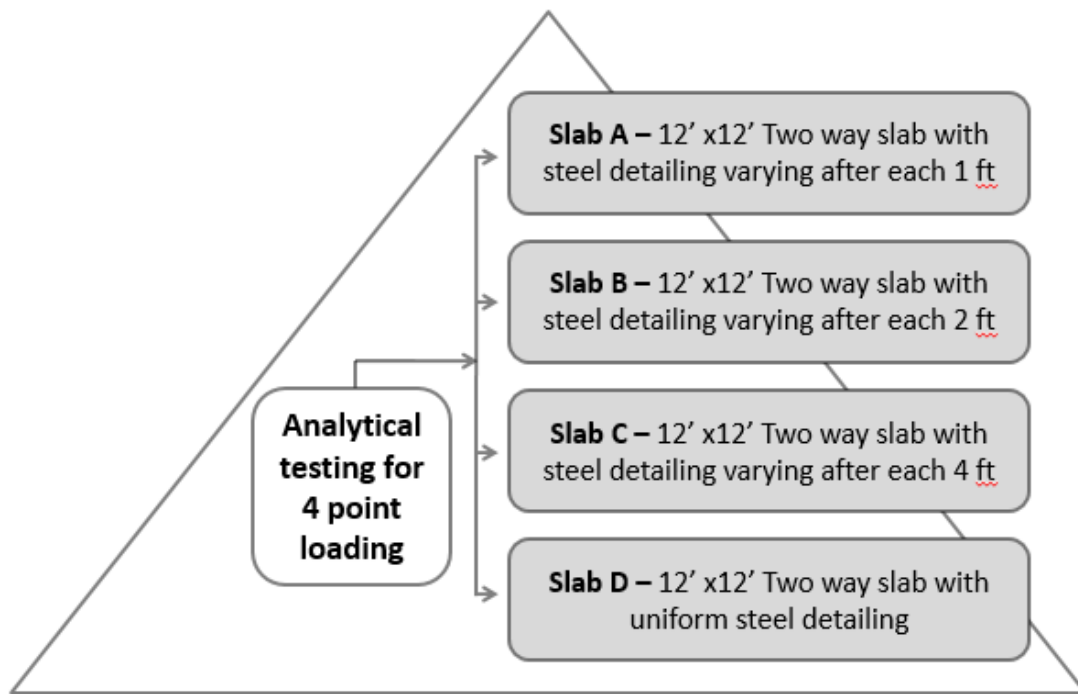 Slab A – 12’ x12’ Two way slab with
steel detailing varying after each 1 ft
Slab B – 12’ x12’ Two way slab with
steel detailing varying after each 2 ft
Analytical
testing for
4 point
loading
Slab C – 12’ x12’ Two way slab with
steel detailing varying after each 4 ft
Slab D – 12’ x12’ Two way slab with
uniform steel detailing